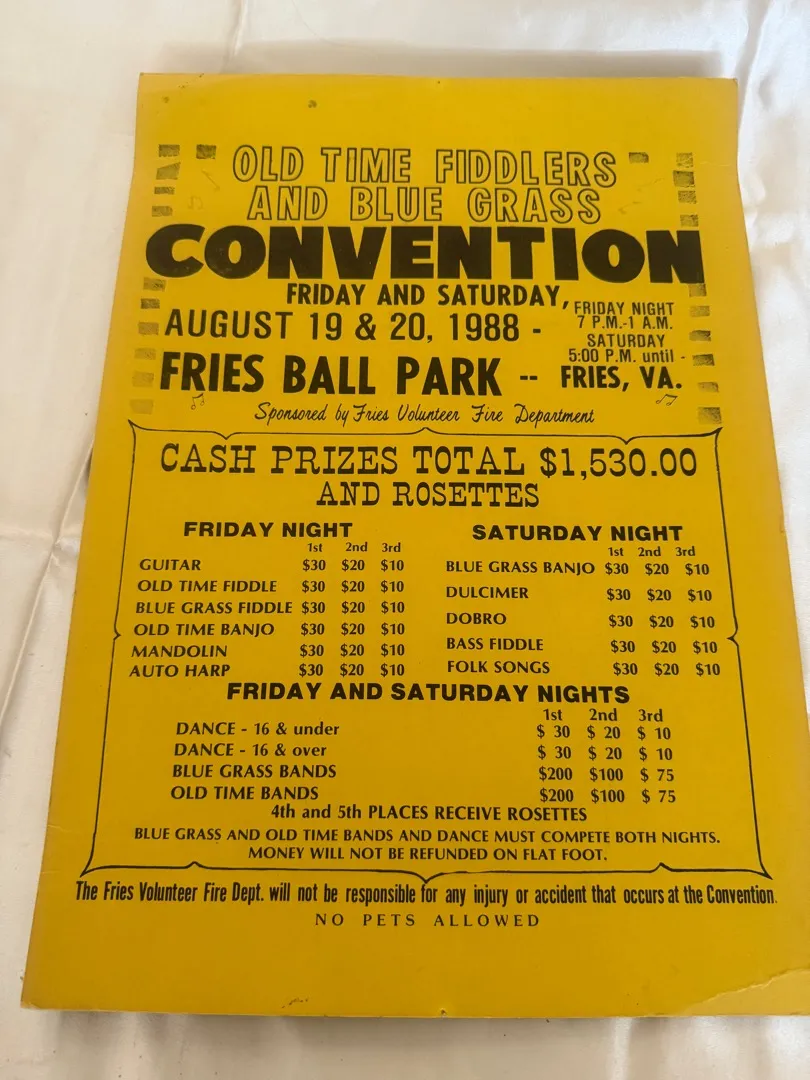 OLD TIME FIDDLERS
AND BLUE GRASS
CONVENTION
FRIDAY AND SATURDAY,
AUGUST 19 & 20, 1988 -
FRIDAY NIGHT
7 P.M.-1 A.M.
SATURDAY
5:00 P.M. until -
FRIES BALL PARK -- FRIES, VA.
Sponsored by Fries Volunteer Fire Department
CASH PRIZES TOTAL $1,530.00
AND ROSETTES
FRIDAY NIGHT
1st 2nd 3rd
GUITAR $30 $20 $10
OLD TIME FIDDLE $30 $20 $10
BLUE GRASS FIDDLE $30 $20 $10
OLD TIME BANJO $30 $20 $10
MANDOLIN $30 $20 $10
AUTO HARP $30 $20 $10
SATURDAY NIGHT
1st 2nd 3rd
BLUE GRASS BANJO $30 $20 $10
DULCIMER $30 $20 $10
DOBRO $30 $20 $10
BASS FIDDLE $30 $20 $10
FOLK SONGS $30 $20 $10
FRIDAY AND SATURDAY NIGHTS
1st 2nd 3rd
DANCE - 16 & under $ 30 $ 20 $ 10
DANCE - 16 & over $ 30 $ 20 $ 10
BLUE GRASS BANDS $200 $100 $ 75
OLD TIME BANDS $200 $100 $ 75
4th and 5th PLACES RECEIVE ROSETTES
BLUE GRASS AND OLD TIME BANDS AND DANCE MUST COMPETE BOTH NIGHTS.
MONEY WILL NOT BE REFUNDED ON FLAT FOOT.
The Fries Volunteer Fire Dept. will not be responsible for any injury or accident that occurs at the Convention.
NO PETS ALLOWED